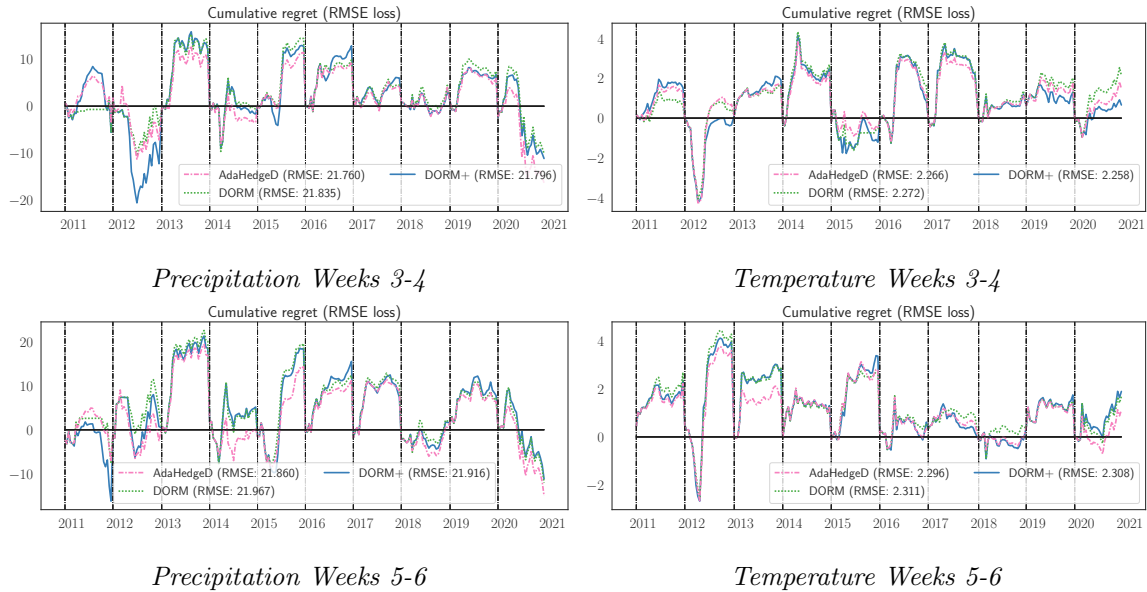 Cumulative regret (RMSE loss)
10
0
−10
−20
AdaHedgeD (RMSE: 21.760)
DORM (RMSE: 21.835)
DORM+ (RMSE: 21.796)
2011 2012 2013 2014 2015 2016 2017 2018 2019 2020 2021
Precipitation Weeks 3-4
Cumulative regret (RMSE loss)
4
2
0
−2
−4
AdaHedgeD (RMSE: 2.266)
DORM (RMSE: 2.272)
DORM+ (RMSE: 2.258)
2011 2012 2013 2014 2015 2016 2017 2018 2019 2020 2021
Temperature Weeks 3-4
Cumulative regret (RMSE loss)
20
10
0
−10
AdaHedgeD (RMSE: 21.860)
DORM (RMSE: 21.967)
DORM+ (RMSE: 21.916)
2011 2012 2013 2014 2015 2016 2017 2018 2019 2020 2021
Precipitation Weeks 5-6
Cumulative regret (RMSE loss)
4
2
0
−2
AdaHedgeD (RMSE: 2.296)
DORM (RMSE: 2.311)
DORM+ (RMSE: 2.308)
2011 2012 2013 2014 2015 2016 2017 2018 2019 2020 2021
Temperature Weeks 5-6